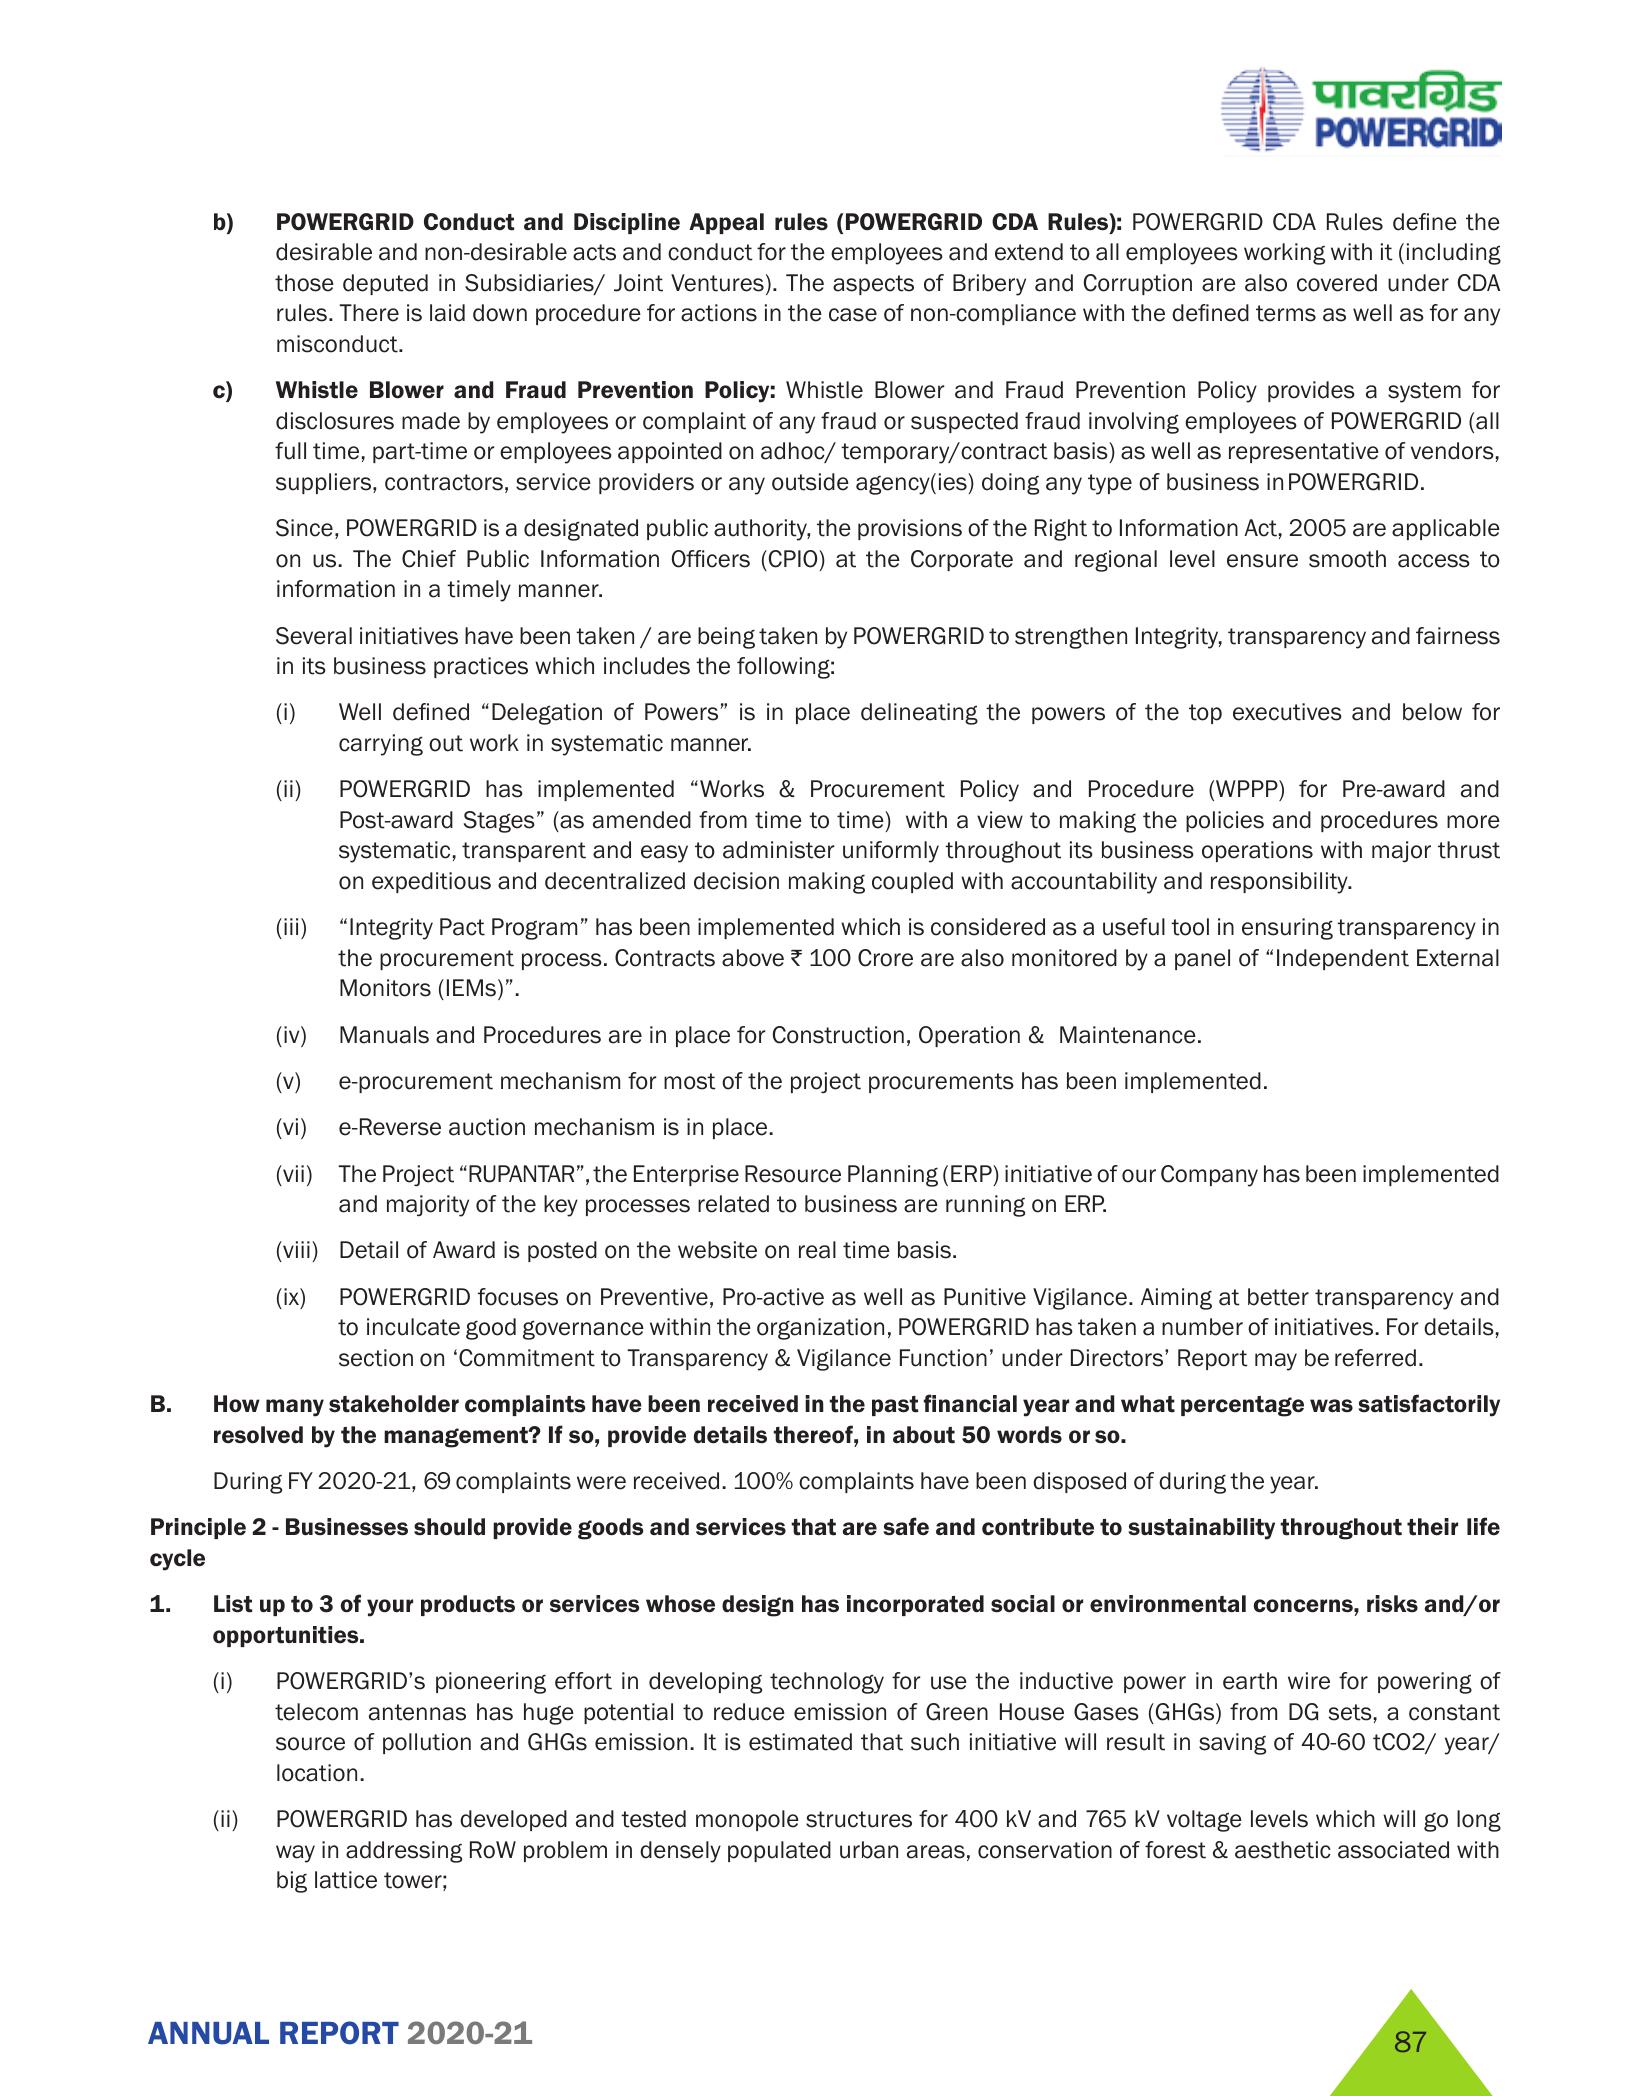 पावरग्रिड
POWERGRID
b) POWERGRID Conduct and Discipline Appeal rules (POWERGRID CDA Rules): POWERGRID CDA Rules define the
desirable and non-desirable acts and conduct for the employees and extend to all employees working with it (including
those deputed in Subsidiaries/ Joint Ventures). The aspects of Bribery and Corruption are also covered under CDA
rules. There is laid down procedure for actions in the case of non-compliance with the defined terms as well as for any
misconduct.
c) Whistle Blower and Fraud Prevention Policy: Whistle Blower and Fraud Prevention Policy provides a system for
disclosures made by employees or complaint of any fraud or suspected fraud involving employees of POWERGRID (all
full time, part-time or employees appointed on adhoc/ temporary/contract basis) as well as representative of vendors,
suppliers, contractors, service providers or any outside agency(ies) doing any type of business in POWERGRID.
Since, POWERGRID is a designated public authority, the provisions of the Right to Information Act, 2005 are applicable
on us. The Chief Public Information Officers (CPIO) at the Corporate and regional level ensure smooth access to
information in a timely manner.
Several initiatives have been taken / are being taken by POWERGRID to strengthen Integrity, transparency and fairness
in its business practices which includes the following:
(i) Well defined “Delegation of Powers” is in place delineating the powers of the top executives and below for
carrying out work in systematic manner.
(ii) POWERGRID has implemented “Works & Procurement Policy and Procedure (WPPP) for Pre-award and
Post-award Stages” (as amended from time to time) with a view to making the policies and procedures more
systematic, transparent and easy to administer uniformly throughout its business operations with major thrust
on expeditious and decentralized decision making coupled with accountability and responsibility.
(iii) “Integrity Pact Program” has been implemented which is considered as a useful tool in ensuring transparency in
the procurement process. Contracts above ₹ 100 Crore are also monitored by a panel of “Independent External
Monitors (IEMs)”.
(iv) Manuals and Procedures are in place for Construction, Operation & Maintenance.
(v) e-procurement mechanism for most of the project procurements has been implemented.
(vi) e-Reverse auction mechanism is in place.
(vii) The Project “RUPANTAR”, the Enterprise Resource Planning (ERP) initiative of our Company has been implemented
and majority of the key processes related to business are running on ERP.
(viii) Detail of Award is posted on the website on real time basis.
(ix) POWERGRID focuses on Preventive, Pro-active as well as Punitive Vigilance. Aiming at better transparency and
to inculcate good governance within the organization, POWERGRID has taken a number of initiatives. For details,
section on ‘Commitment to Transparency & Vigilance Function’ under Directors’ Report may be referred.
B. How many stakeholder complaints have been received in the past financial year and what percentage was satisfactorily
resolved by the management? If so, provide details thereof, in about 50 words or so.
During FY 2020-21, 69 complaints were received. 100% complaints have been disposed of during the year.
Principle 2 - Businesses should provide goods and services that are safe and contribute to sustainability throughout their life
cycle
1. List up to 3 of your products or services whose design has incorporated social or environmental concerns, risks and/or
opportunities.
(i) POWERGRID’s pioneering effort in developing technology for use the inductive power in earth wire for powering of
telecom antennas has huge potential to reduce emission of Green House Gases (GHGs) from DG sets, a constant
source of pollution and GHGs emission. It is estimated that such initiative will result in saving of 40-60 tCO2/ year/
location.
(ii) POWERGRID has developed and tested monopole structures for 400 kV and 765 kV voltage levels which will go long
way in addressing RoW problem in densely populated urban areas, conservation of forest & aesthetic associated with
big lattice tower;
ANNUAL REPORT 2020-21
87